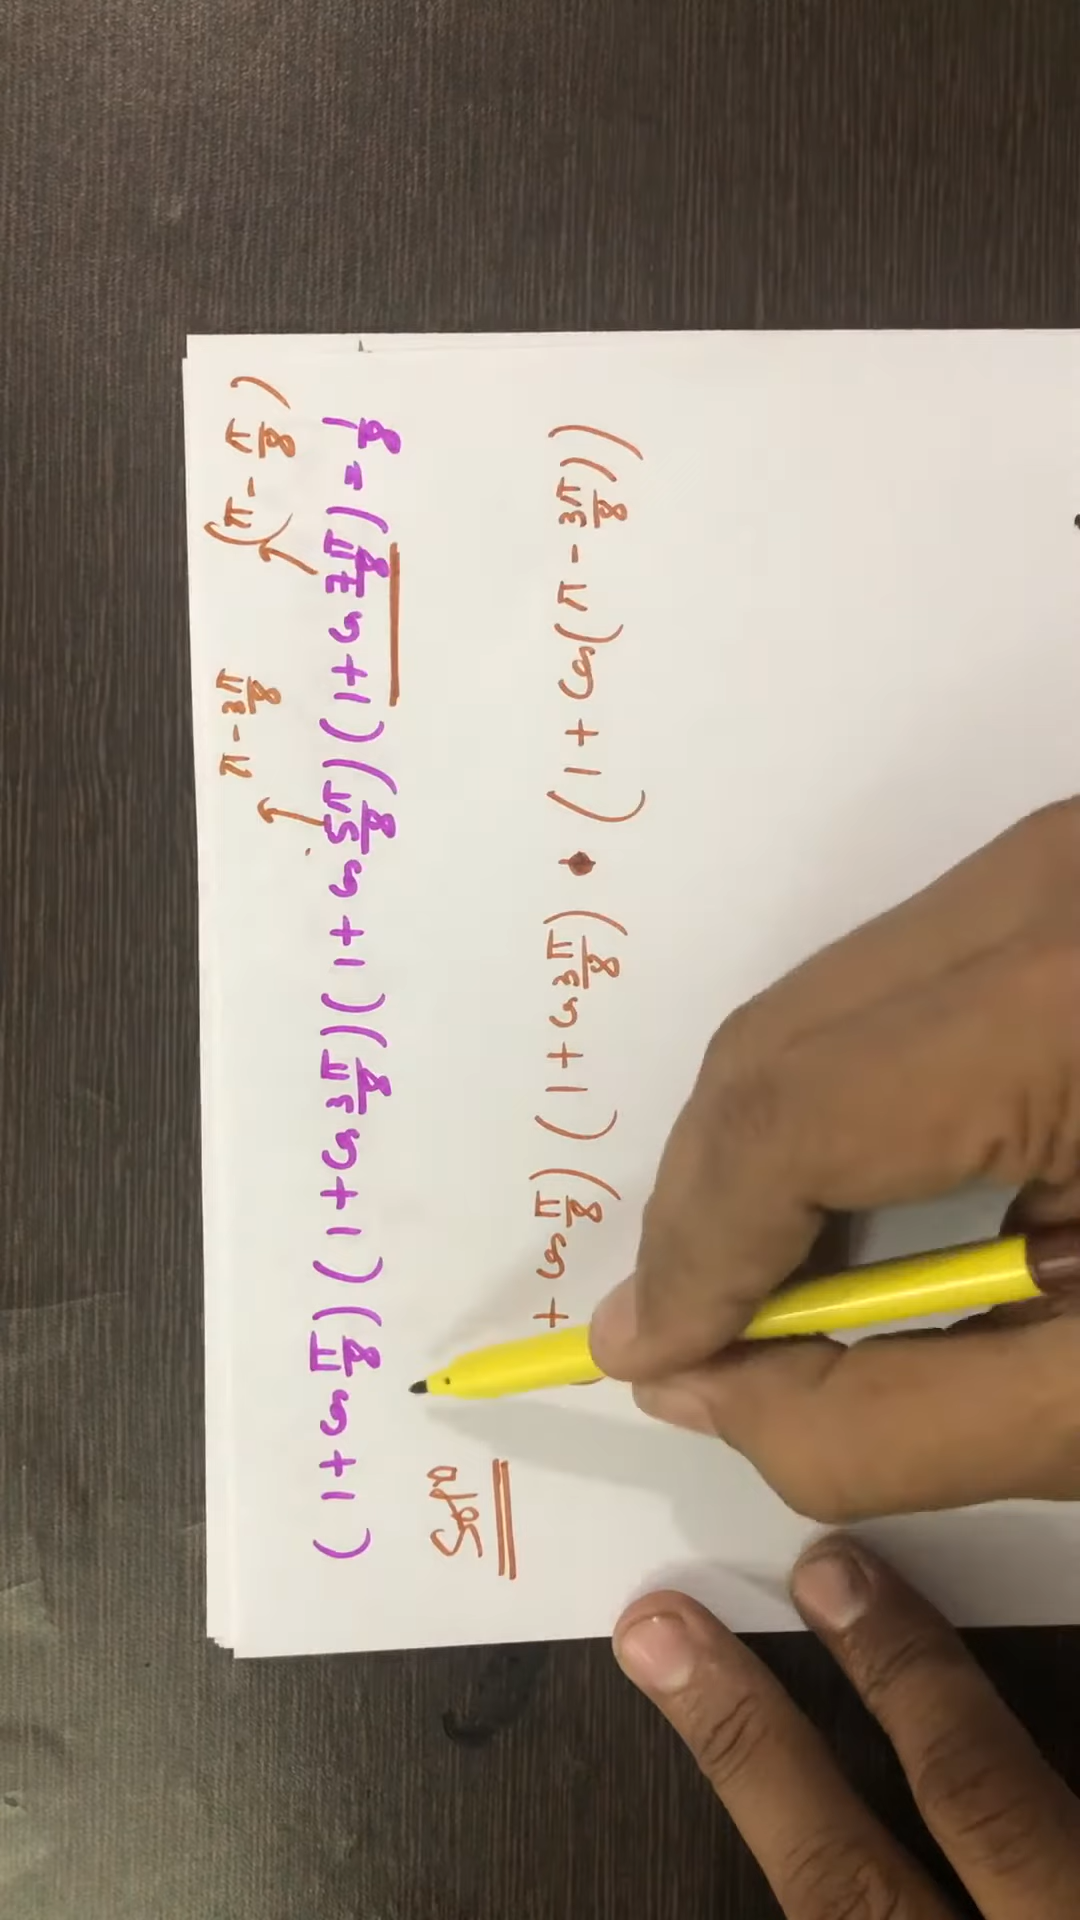 π - 3π/8 (π - π/8)
(1 + cos π/8) (1 + cos 3π/8) (1 + cos 5π/8) (1 + cos 7π/8) = 1/8
Soln
+ cos π/8) (1 + cos 3π/8) • (1 + cos(π - 3π/8))